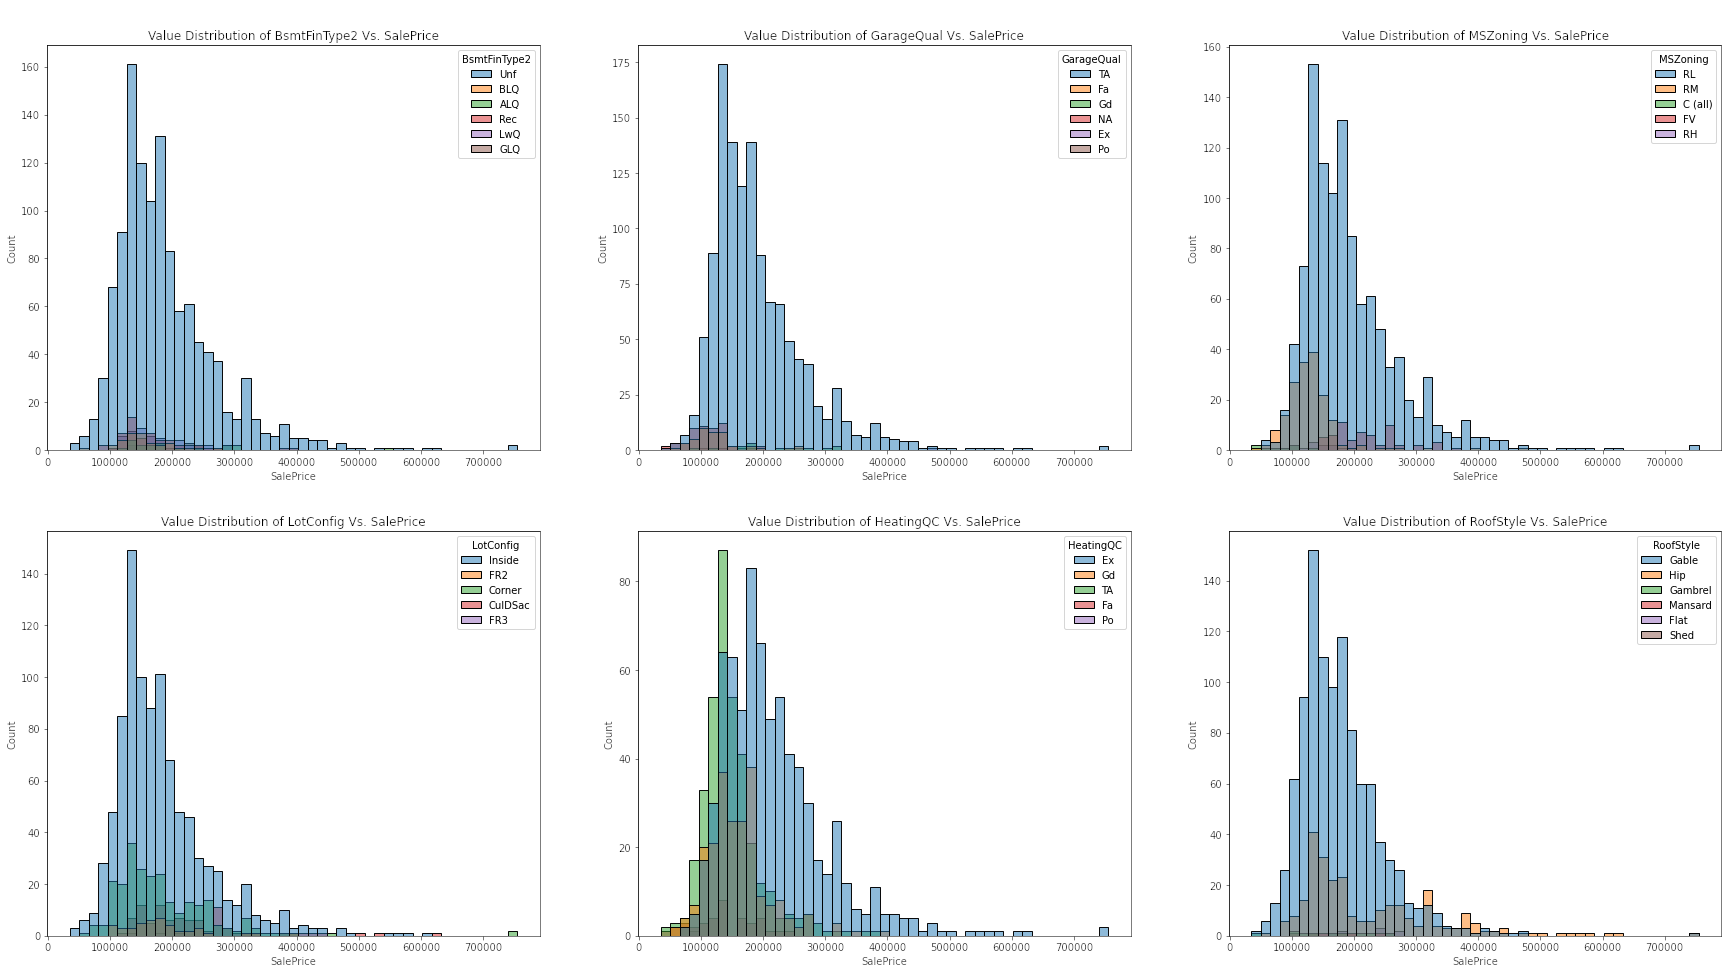 Value Distribution of BsmtFinType2 Vs. SalePrice
BsmtFinType2
Unf
BLQ
ALQ
Rec
LwQ
GLQ
160
140
120
100
80
60
40
20
0
Count
0 100000 200000 300000 400000 500000 600000 700000
SalePrice
Value Distribution of GarageQual Vs. SalePrice
GarageQual
TA
Fa
Gd
NA
Ex
Po
175
150
125
100
75
50
25
0
Count
0 100000 200000 300000 400000 500000 600000 700000
SalePrice
Value Distribution of MSZoning Vs. SalePrice
MSZoning
RL
RM
C (all)
FV
RH
160
140
120
100
80
60
40
20
0
Count
0 100000 200000 300000 400000 500000 600000 700000
SalePrice
Value Distribution of LotConfig Vs. SalePrice
LotConfig
Inside
FR2
Corner
CulDSac
FR3
140
120
100
80
60
40
20
0
Count
0 100000 200000 300000 400000 500000 600000 700000
SalePrice
Value Distribution of HeatingQC Vs. SalePrice
HeatingQC
Ex
Gd
TA
Fa
Po
80
60
40
20
0
Count
0 100000 200000 300000 400000 500000 600000 700000
SalePrice
Value Distribution of RoofStyle Vs. SalePrice
RoofStyle
Gable
Hip
Gambrel
Mansard
Flat
Shed
140
120
100
80
60
40
20
0
Count
0 100000 200000 300000 400000 500000 600000 700000
SalePrice